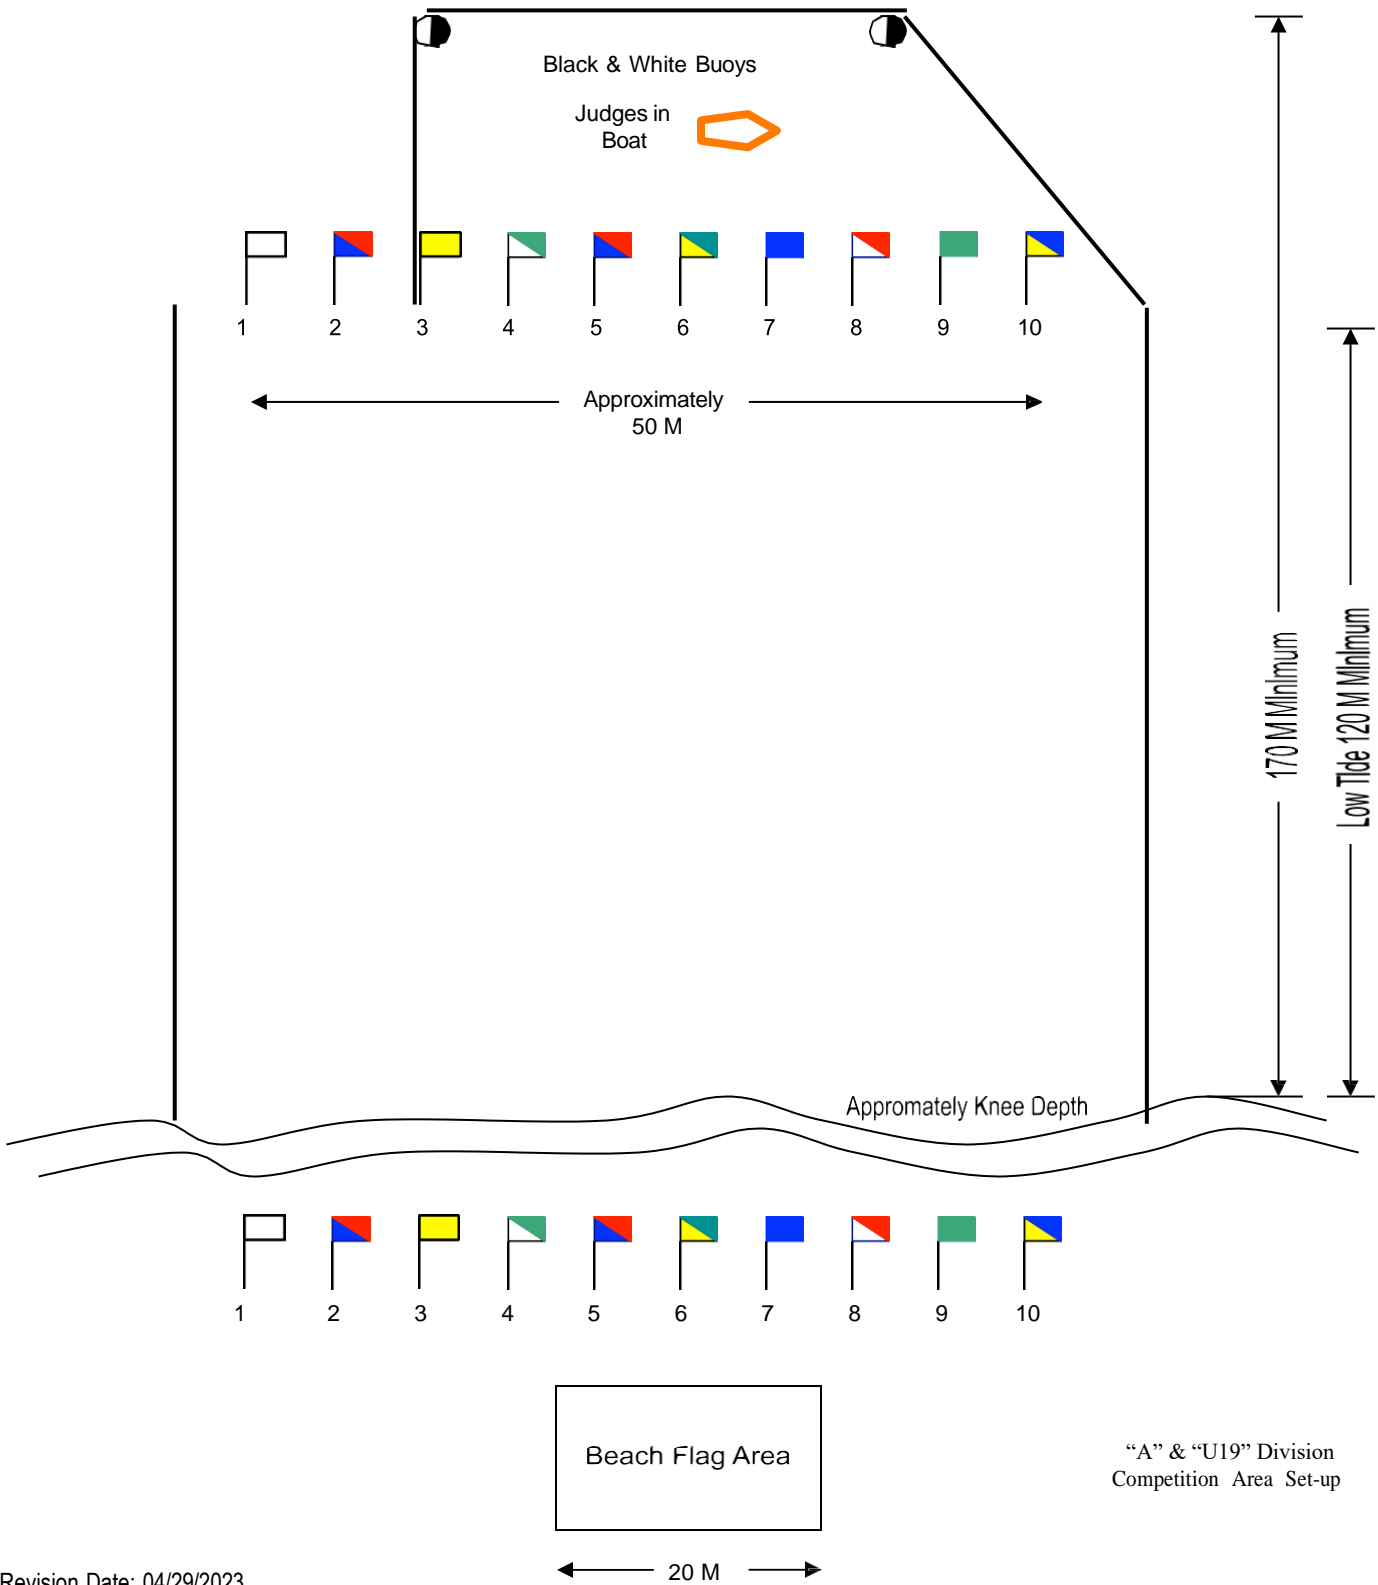 Black & White Buoys
Judges in
Boat
1 2 3 4 5 6 7 8 9 10
Approximately
50 M
170 M Minimum
Low Tide 120 M Minimum
Appromately Knee Depth
1 2 3 4 5 6 7 8 9 10
Beach Flag Area
“A” & “U19” Division
Competition Area Set-up
20 M
Revision Date: 04/29/2023